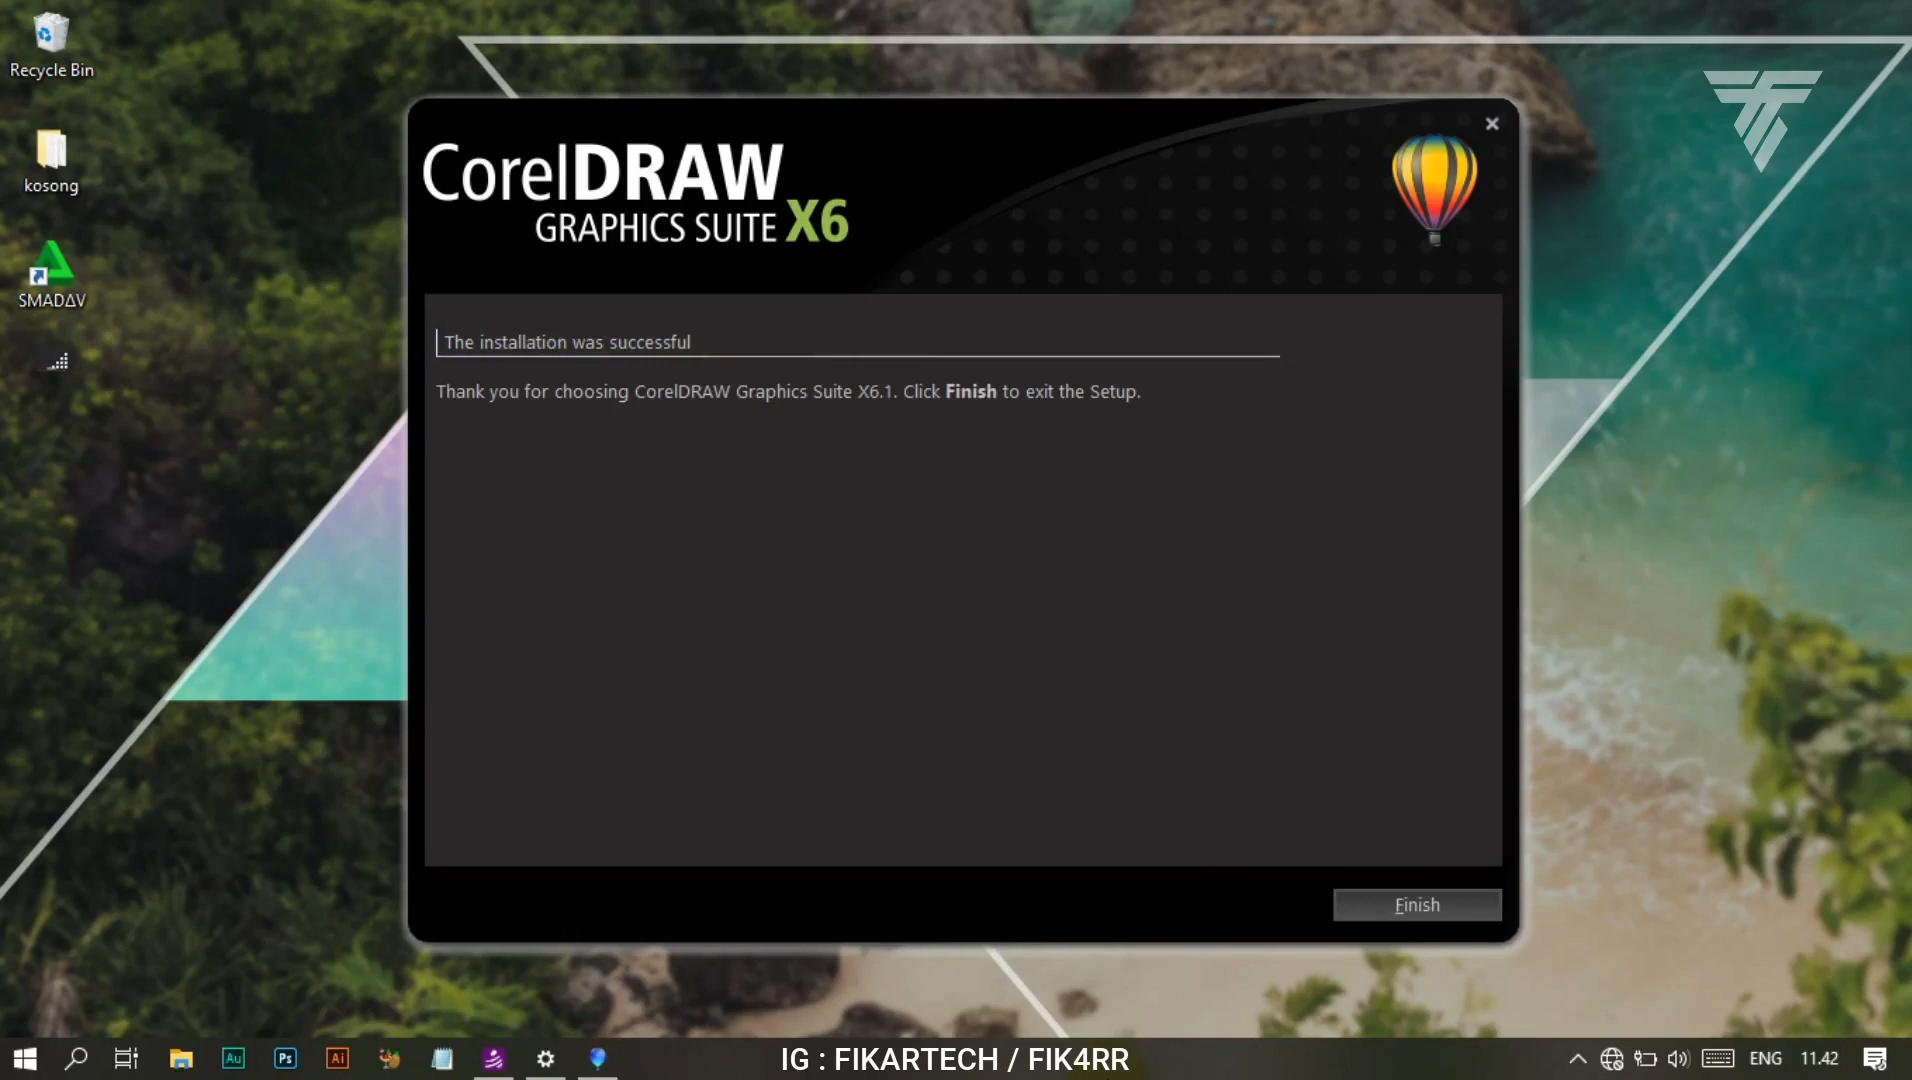 Recycle Bin
kosong
SMADΔV
CorelDRAW
GRAPHICS SUITE X6
The installation was successful
Thank you for choosing CorelDRAW Graphics Suite X6.1. Click Finish to exit the Setup.
Finish
Au
Ps
Ai
IG : FIKARTECH / FIK4RR
ENG
11.42